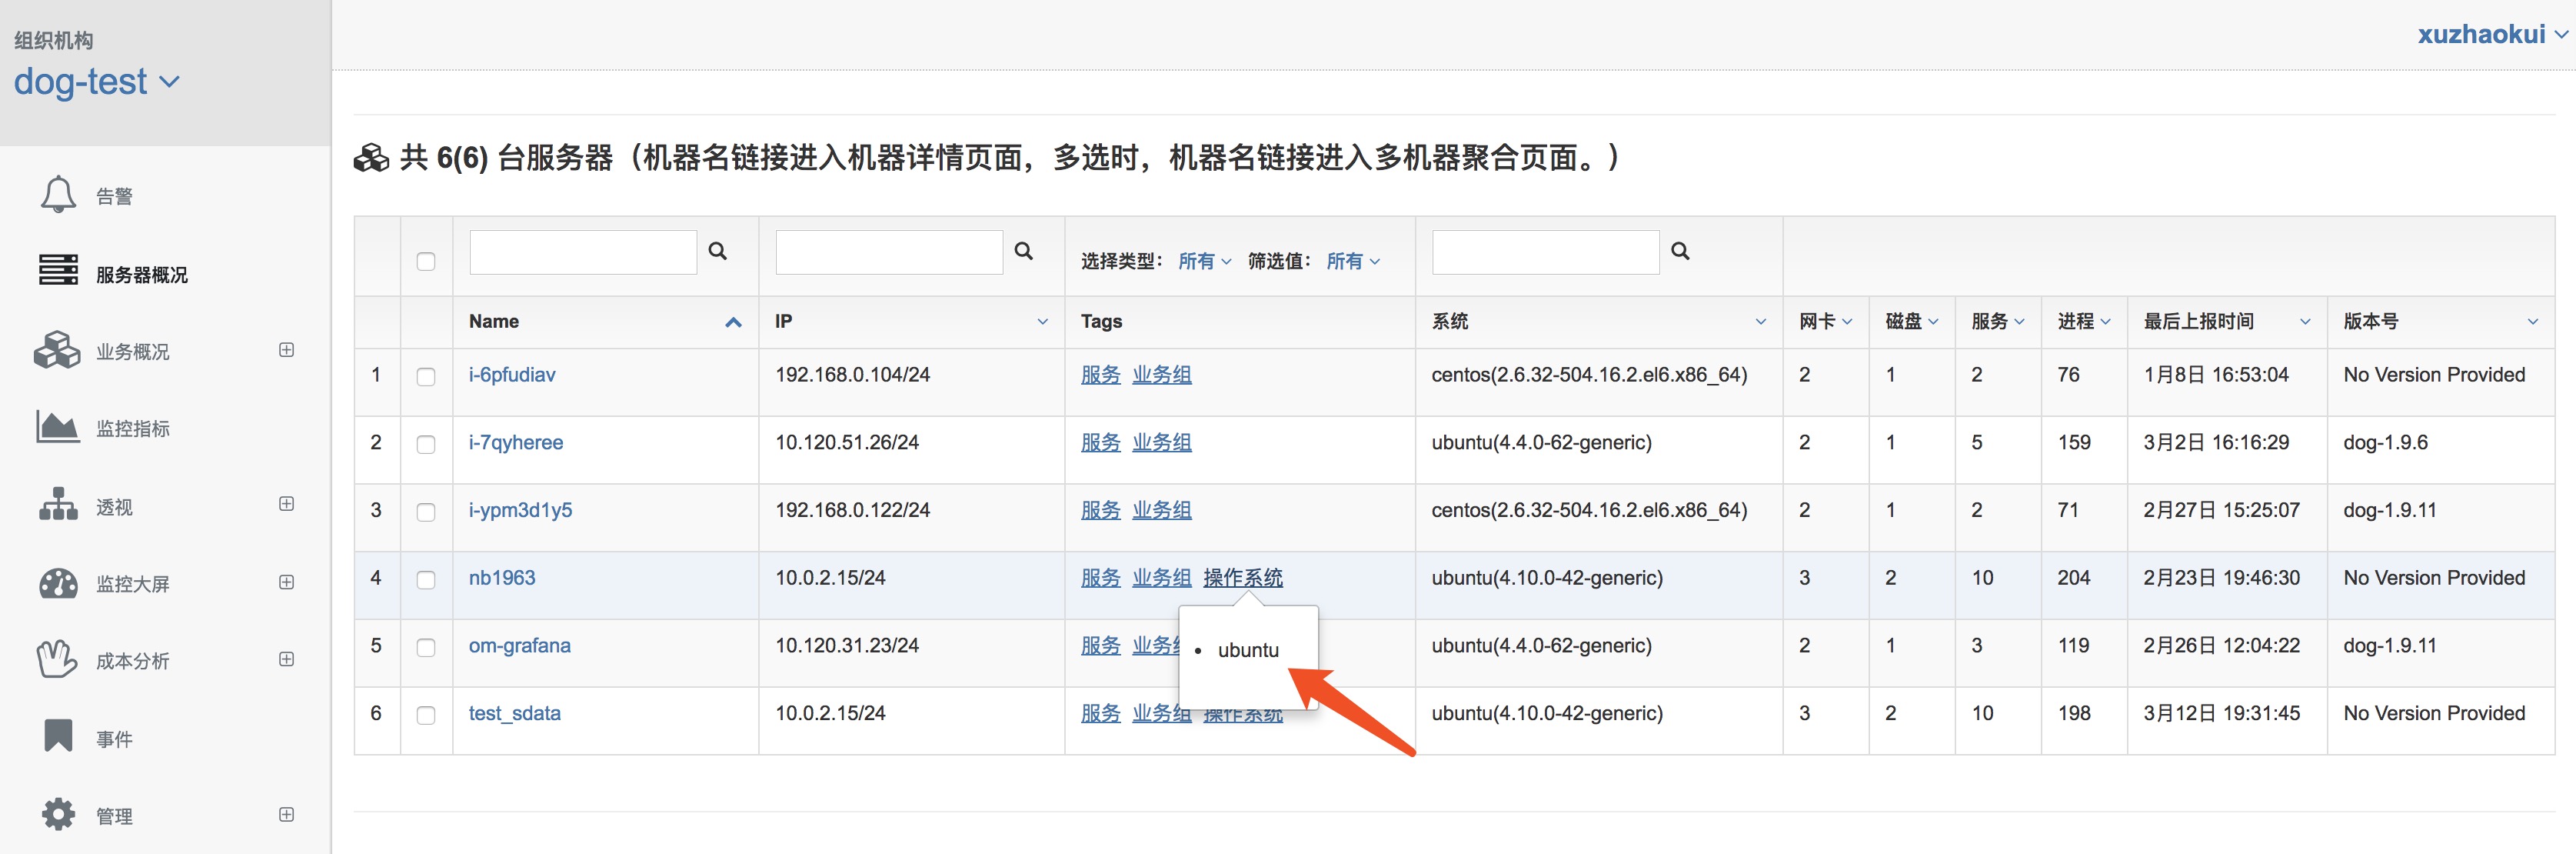 组织机构
dog-test
xuzhaokui
告警
服务器概况
业务概况
监控指标
透视
监控大屏
成本分析
事件
管理
共 6(6) 台服务器（机器名链接进入机器详情页面，多选时，机器名链接进入多机器聚合页面。）
选择类型： 所有 筛选值： 所有
Name IP Tags 系统 网卡 磁盘 服务 进程 最后上报时间 版本号
1 i-6pfudiav 192.168.0.104/24 服务 业务组 centos(2.6.32-504.16.2.el6.x86_64) 2 1 2 76 1月8日 16:53:04 No Version Provided
2 i-7qyheree 10.120.51.26/24 服务 业务组 ubuntu(4.4.0-62-generic) 2 1 5 159 3月2日 16:16:29 dog-1.9.6
3 i-ypm3d1y5 192.168.0.122/24 服务 业务组 centos(2.6.32-504.16.2.el6.x86_64) 2 1 2 71 2月27日 15:25:07 dog-1.9.11
4 nb1963 10.0.2.15/24 服务 业务组 操作系统 ubuntu(4.10.0-42-generic) 3 2 10 204 2月23日 19:46:30 No Version Provided
5 om-grafana 10.120.31.23/24 服务 业务组 ubuntu(4.4.0-62-generic) 2 1 3 119 2月26日 12:04:22 dog-1.9.11
• ubuntu
6 test_sdata 10.0.2.15/24 服务 业务组 操作系统 ubuntu(4.10.0-42-generic) 3 2 10 198 3月12日 19:31:45 No Version Provided